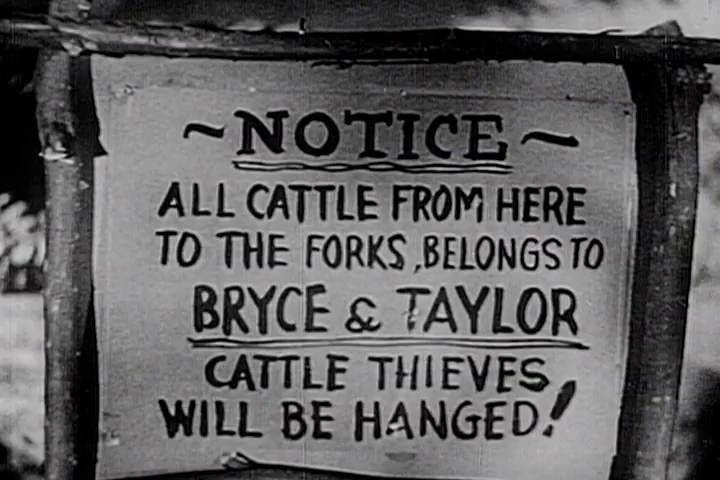 ~NOTICE~
ALL CATTLE FROM HERE
TO THE FORKS, BELONGS TO
BRYCE & TAYLOR
CATTLE THIEVES
WILL BE HANGED!